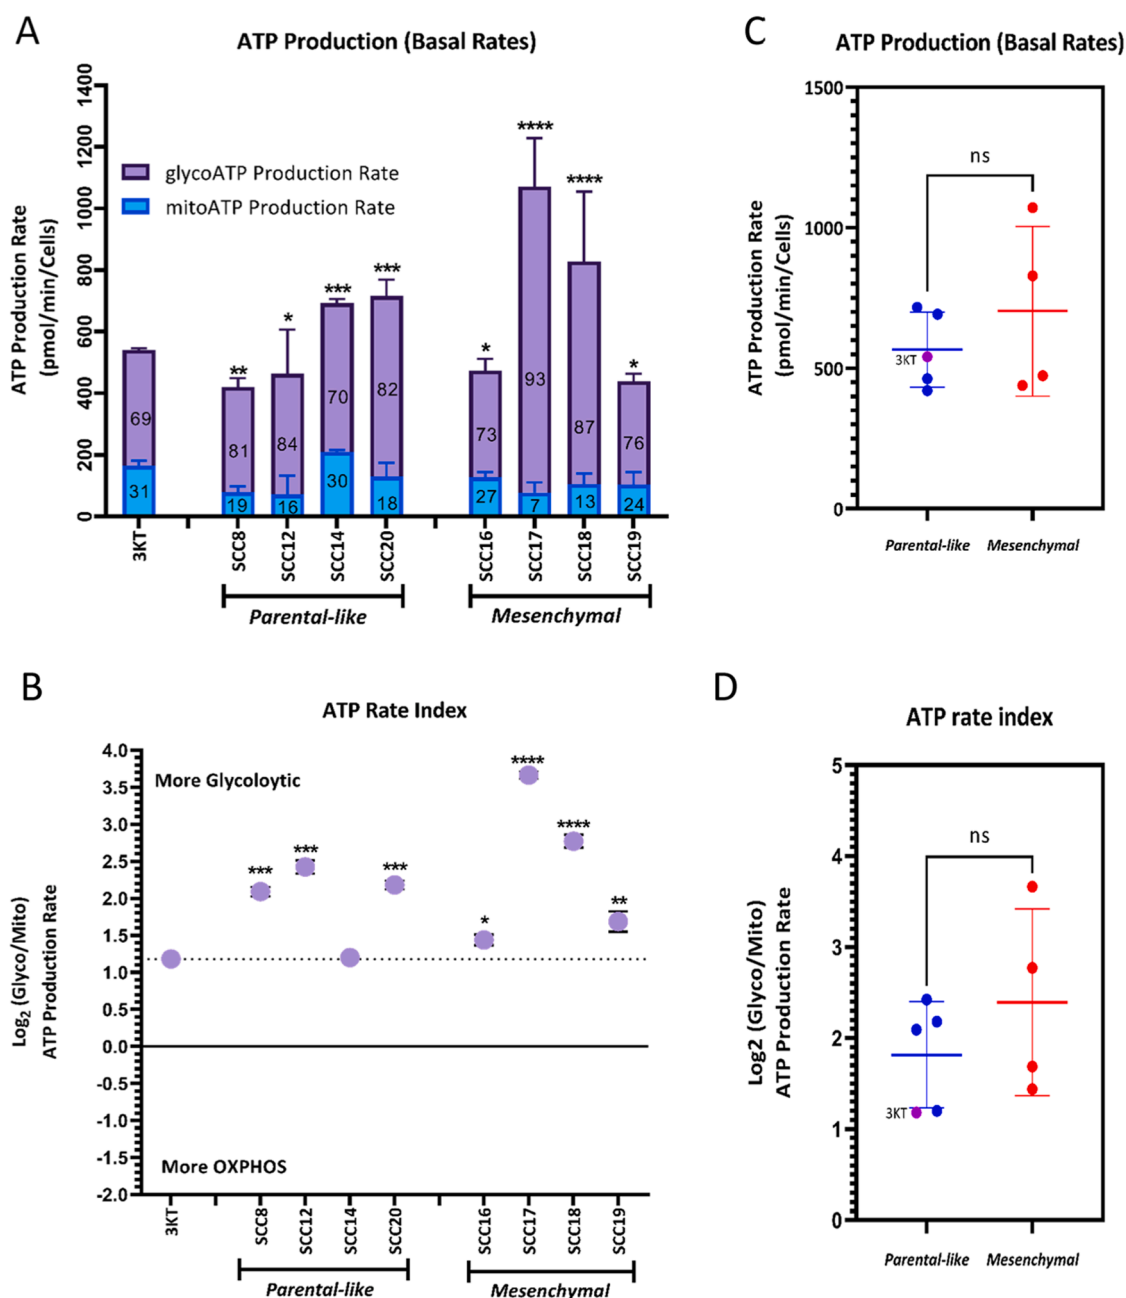 A
ATP Production (Basal Rates)
ATP Production Rate
(pmol/min/Cells)
1400
1200
1000
800
600
400
200
0
glycoATP Production Rate
mitoATP Production Rate
**
*
***
***
*
****
****
*
69
81
84
70
82
73
93
87
76
31
19
16
30
18
27
7
13
24
3KT
SCC8
SCC12
SCC14
SCC20
SCC16
SCC17
SCC18
SCC19
Parental-like
Mesenchymal
C
ATP Production (Basal Rates)
ATP Production Rate
(pmol/min/Cells)
1500
1000
500
0
ns
3KT
Parental-like
Mesenchymal
B
ATP Rate Index
Log2 (Glyco/Mito)
ATP Production Rate
4.0
3.5
3.0
2.5
2.0
1.5
1.0
0.5
0.0
-0.5
-1.0
-1.5
-2.0
More Glycoloytic
***
***
***
*
****
****
**
More OXPHOS
3KT
SCC8
SCC12
SCC14
SCC20
SCC16
SCC17
SCC18
SCC19
Parental-like
Mesenchymal
D
ATP rate index
Log2 (Glyco/Mito)
ATP Production Rate
5
4
3
2
1
0
ns
3KT
Parental-like
Mesenchymal